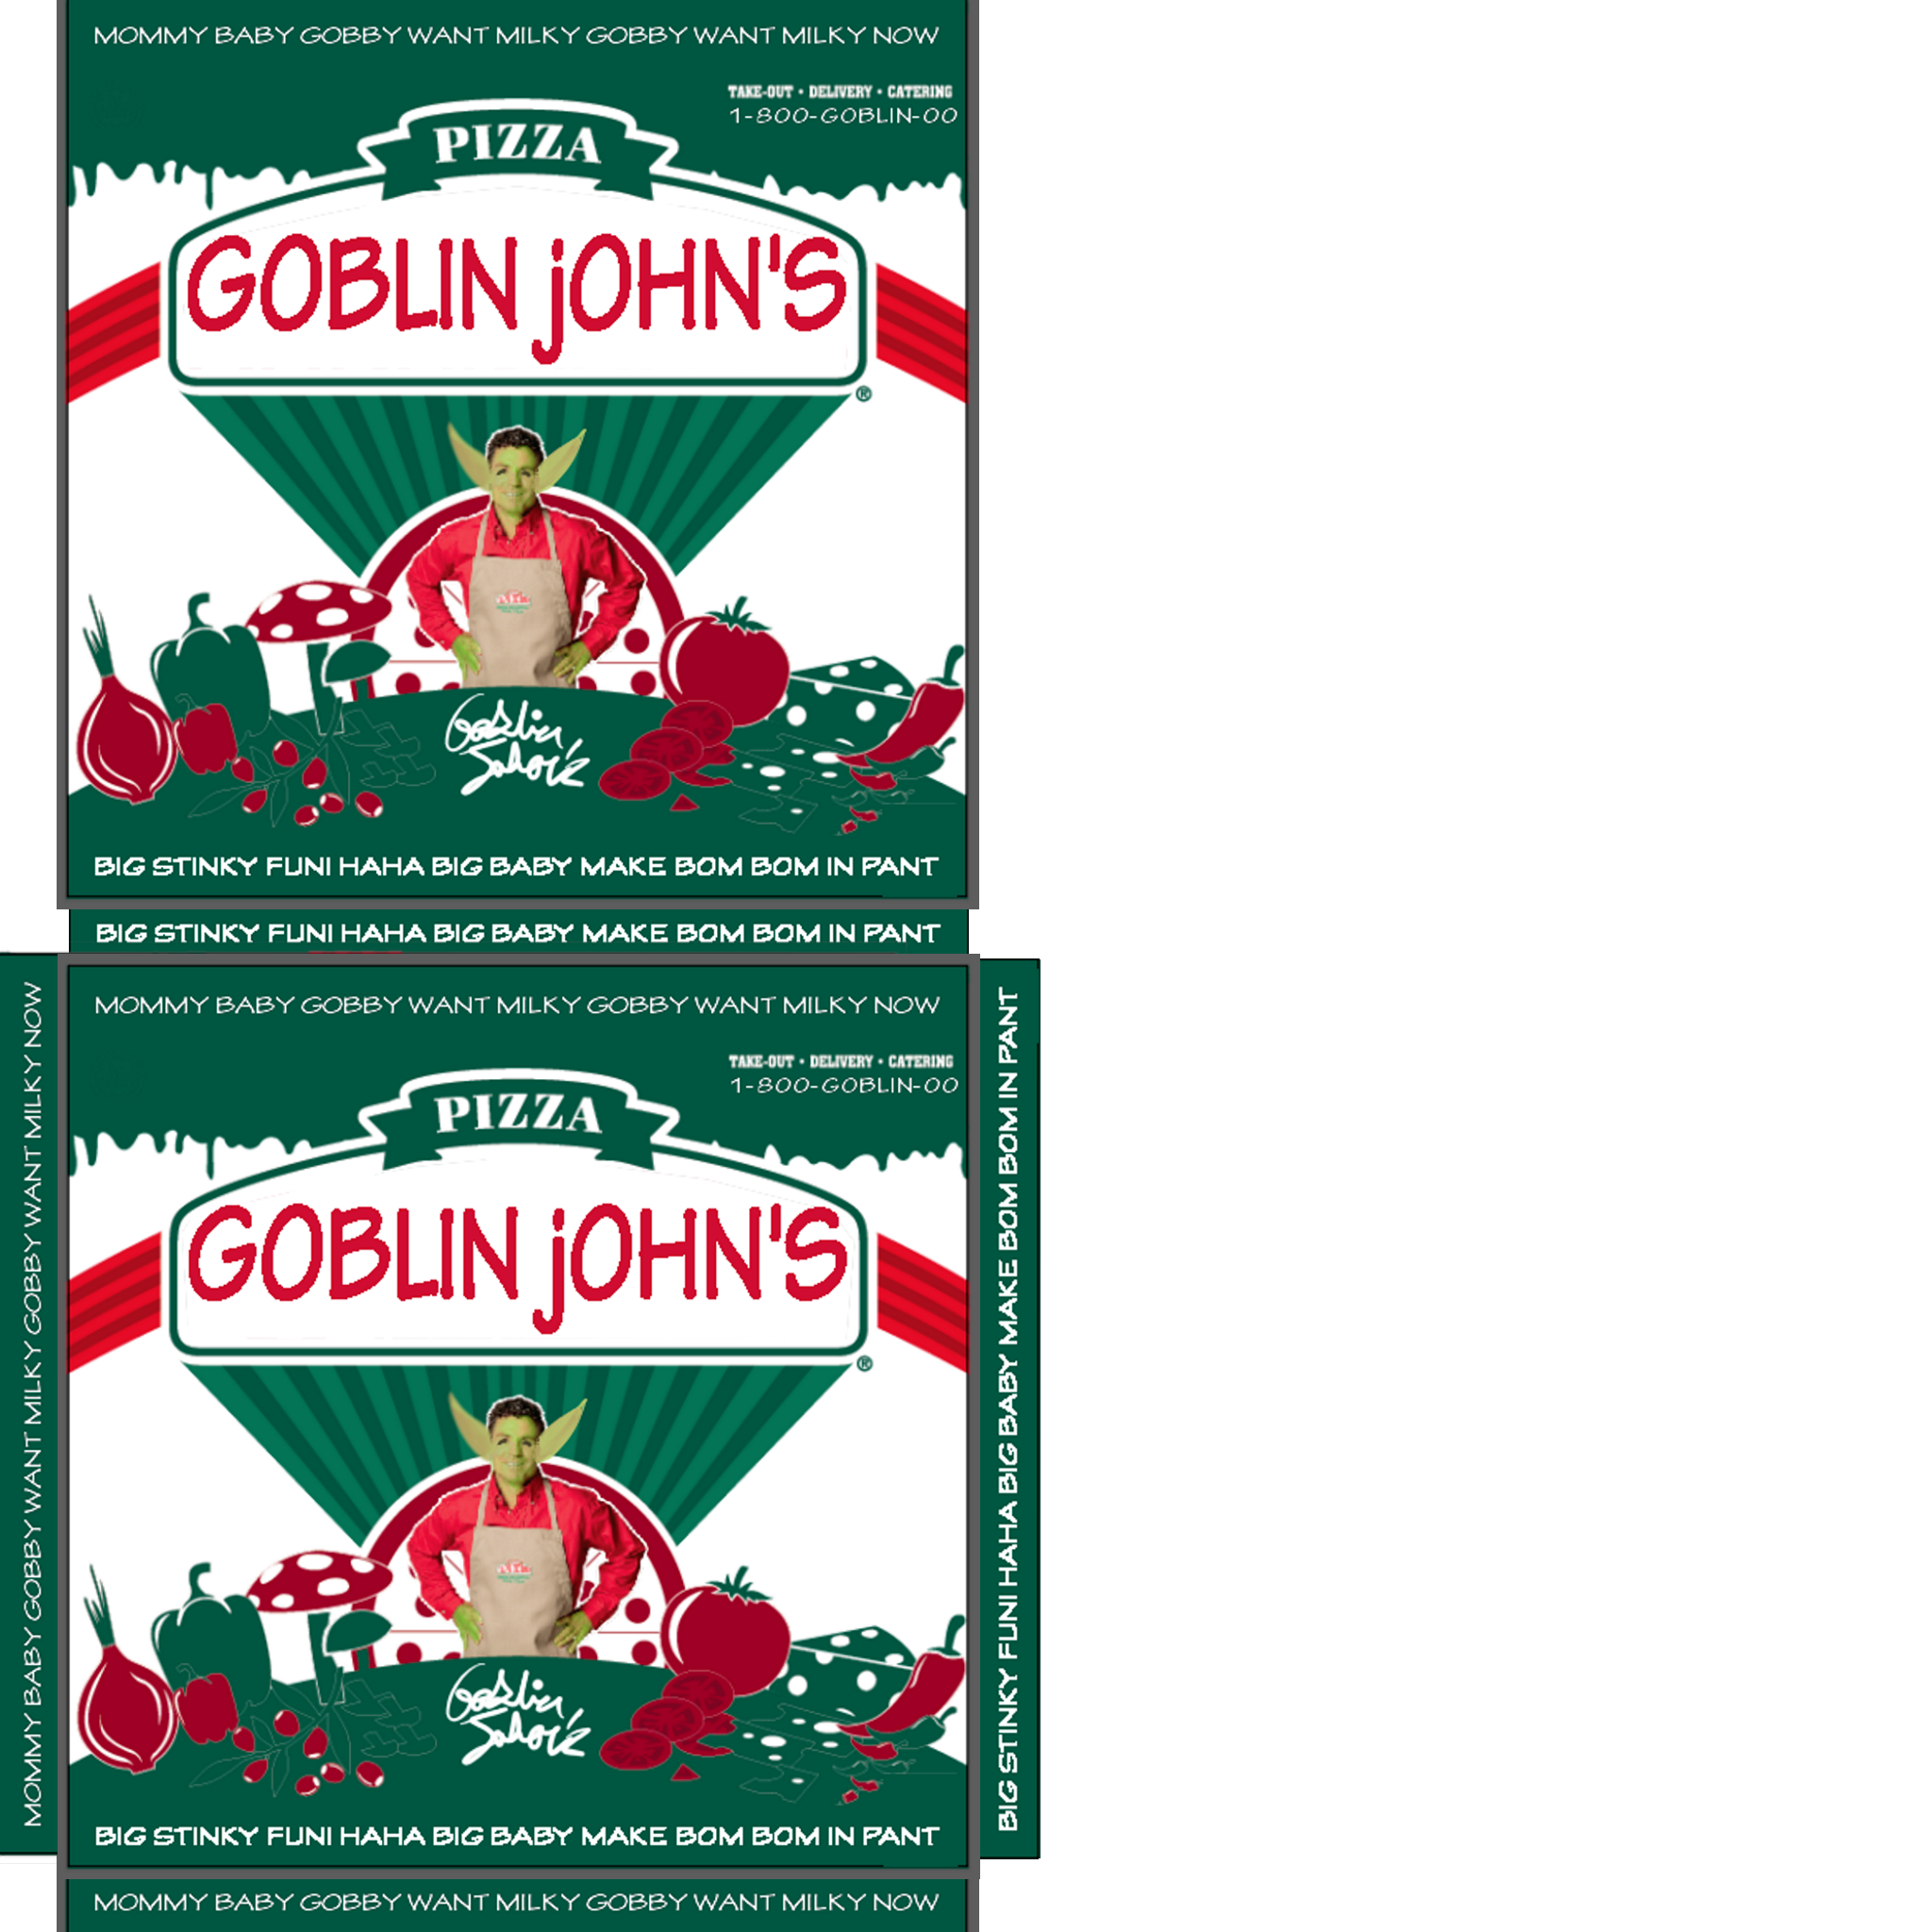 MOMMY BABY GOBBY WANT MILKY GOBBY WANT MILKY NOW
TAKE-OUT • DELIVERY • CATERING
1-800-GOBLIN-00
PIZZA
GOBLIN jOHN'S
®
Goblin
John's
BIG STINKY FUNI HAHA BIG BABY MAKE BOM BOM IN PANT
BIG STINKY FUNI HAHA BIG BABY MAKE BOM BOM IN PANT
MOMMY BABY GOBBY WANT MILKY GOBBY WANT MILKY NOW
MOMMY BABY GOBBY WANT MILKY GOBBY WANT MILKY NOW
TAKE-OUT • DELIVERY • CATERING
1-800-GOBLIN-00
PIZZA
GOBLIN jOHN'S
®
Goblin
John's
BIG STINKY FUNI HAHA BIG BABY MAKE BOM BOM IN PANT
BIG STINKY FUNI HAHA BIG BABY MAKE BOM BOM IN PANT
MOMMY BABY GOBBY WANT MILKY GOBBY WANT MILKY NOW